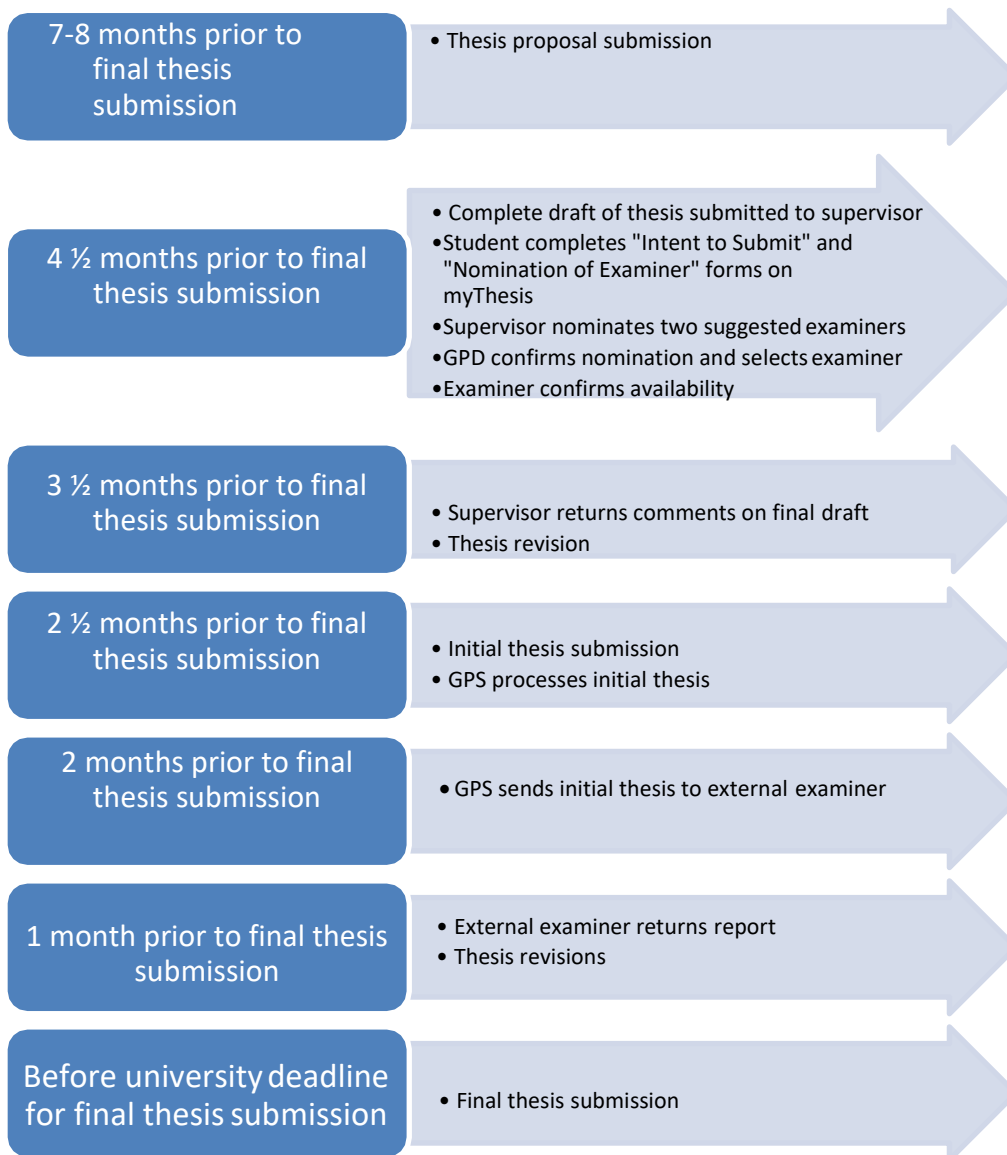 7-8 months prior to
final thesis
submission
• Thesis proposal submission
4 ½ months prior to final
thesis submission
• Complete draft of thesis submitted to supervisor
•Student completes "Intent to Submit" and
"Nomination of Examiner" forms on
myThesis
•Supervisor nominates two suggested examiners
•GPD confirms nomination and selects examiner
•Examiner confirms availability
3 ½ months prior to final
thesis submission
• Supervisor returns comments on final draft
• Thesis revision
2 ½ months prior to final
thesis submission
• Initial thesis submission
• GPS processes initial thesis
2 months prior to final
thesis submission
• GPS sends initial thesis to external examiner
1 month prior to final thesis
submission
• External examiner returns report
• Thesis revisions
Before university deadline
for final thesis submission
• Final thesis submission